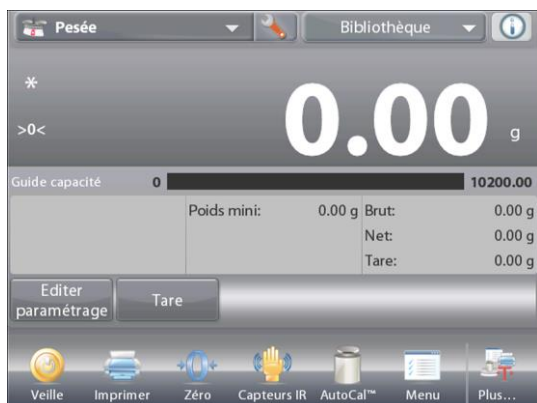 Pesée
Bibliothèque
*
>0<
0.00 g
Guide capacité 0 10200.00
Poids mini: 0.00 g Brut: 0.00 g
Net: 0.00 g
Tare: 0.00 g
Editer
paramétrage
Tare
Veille Imprimer Zéro Capteurs IR AutoCal™ Menu Plus...